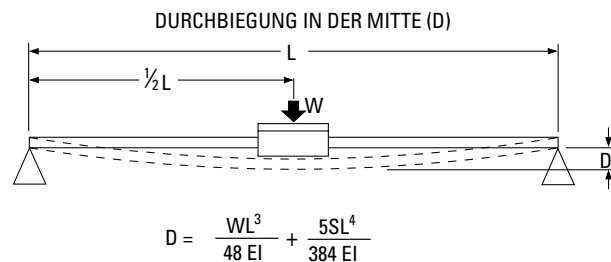 DURCHBIEGUNG IN DER MITTE (D)
L
½L
W
D
D = WL³/48 EI + 5SL⁴/384 EI